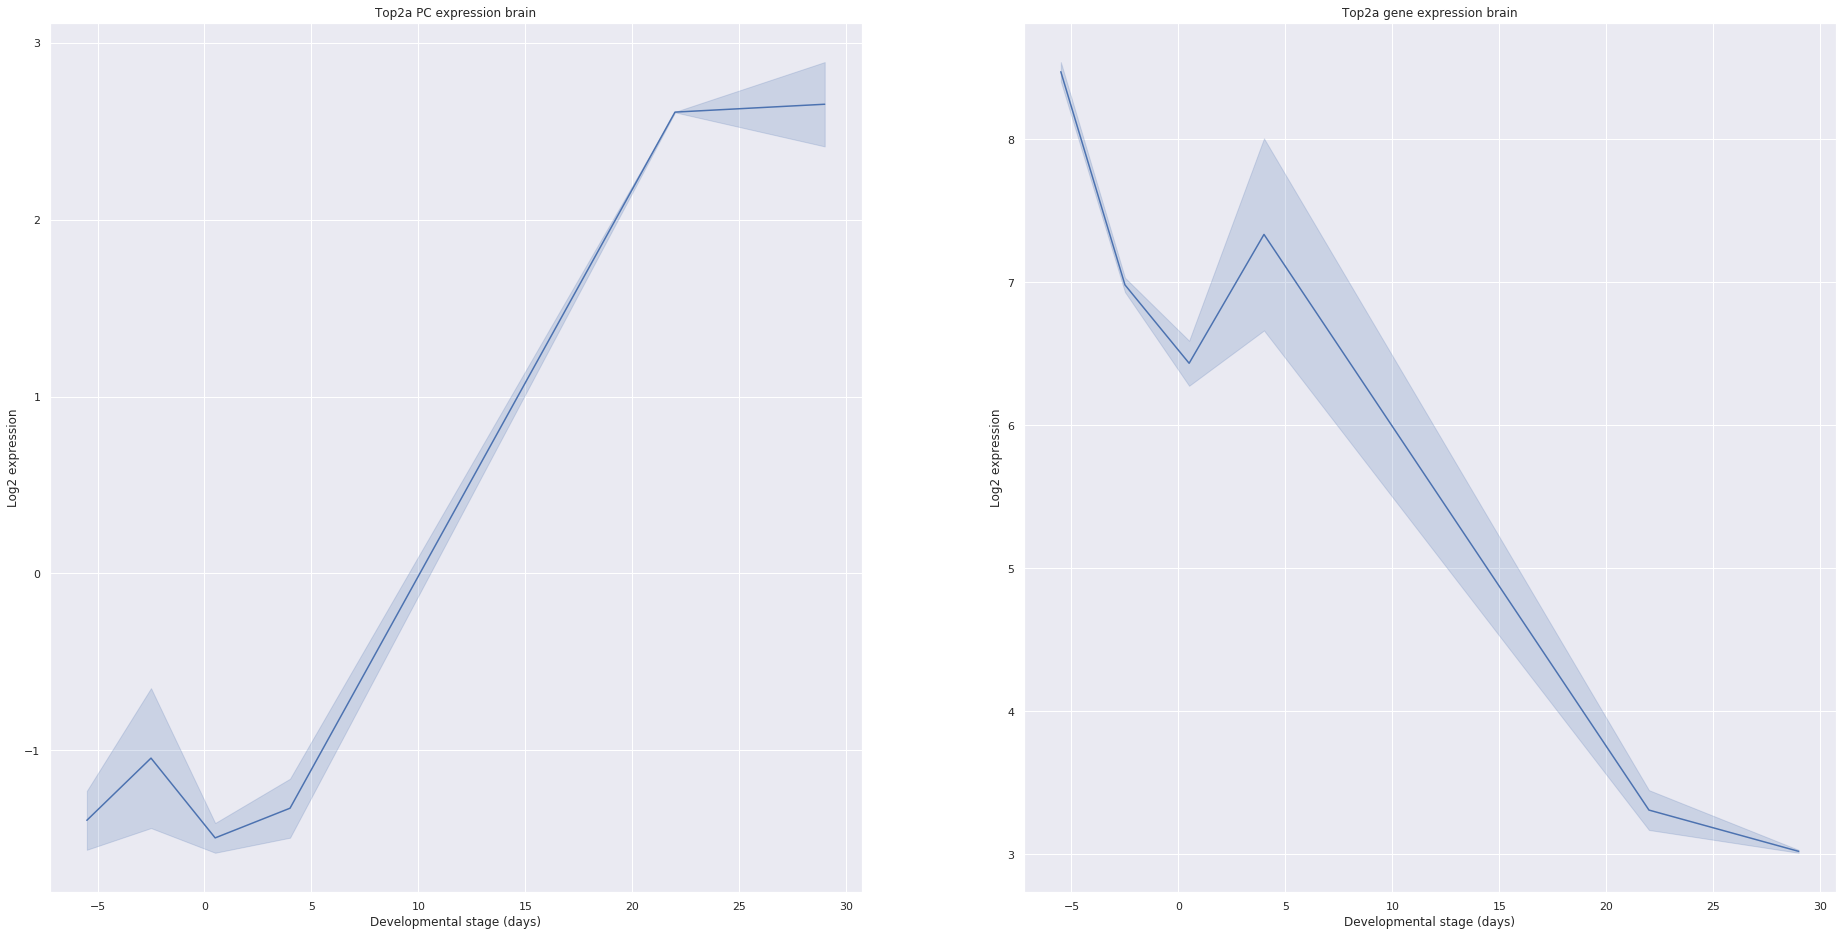 Top2a PC expression brain
Log2 expression
3
2
1
0
−1
−5 0 5 10 15 20 25 30
Developmental stage (days)
Top2a gene expression brain
Log2 expression
8
7
6
5
4
3
−5 0 5 10 15 20 25 30
Developmental stage (days)